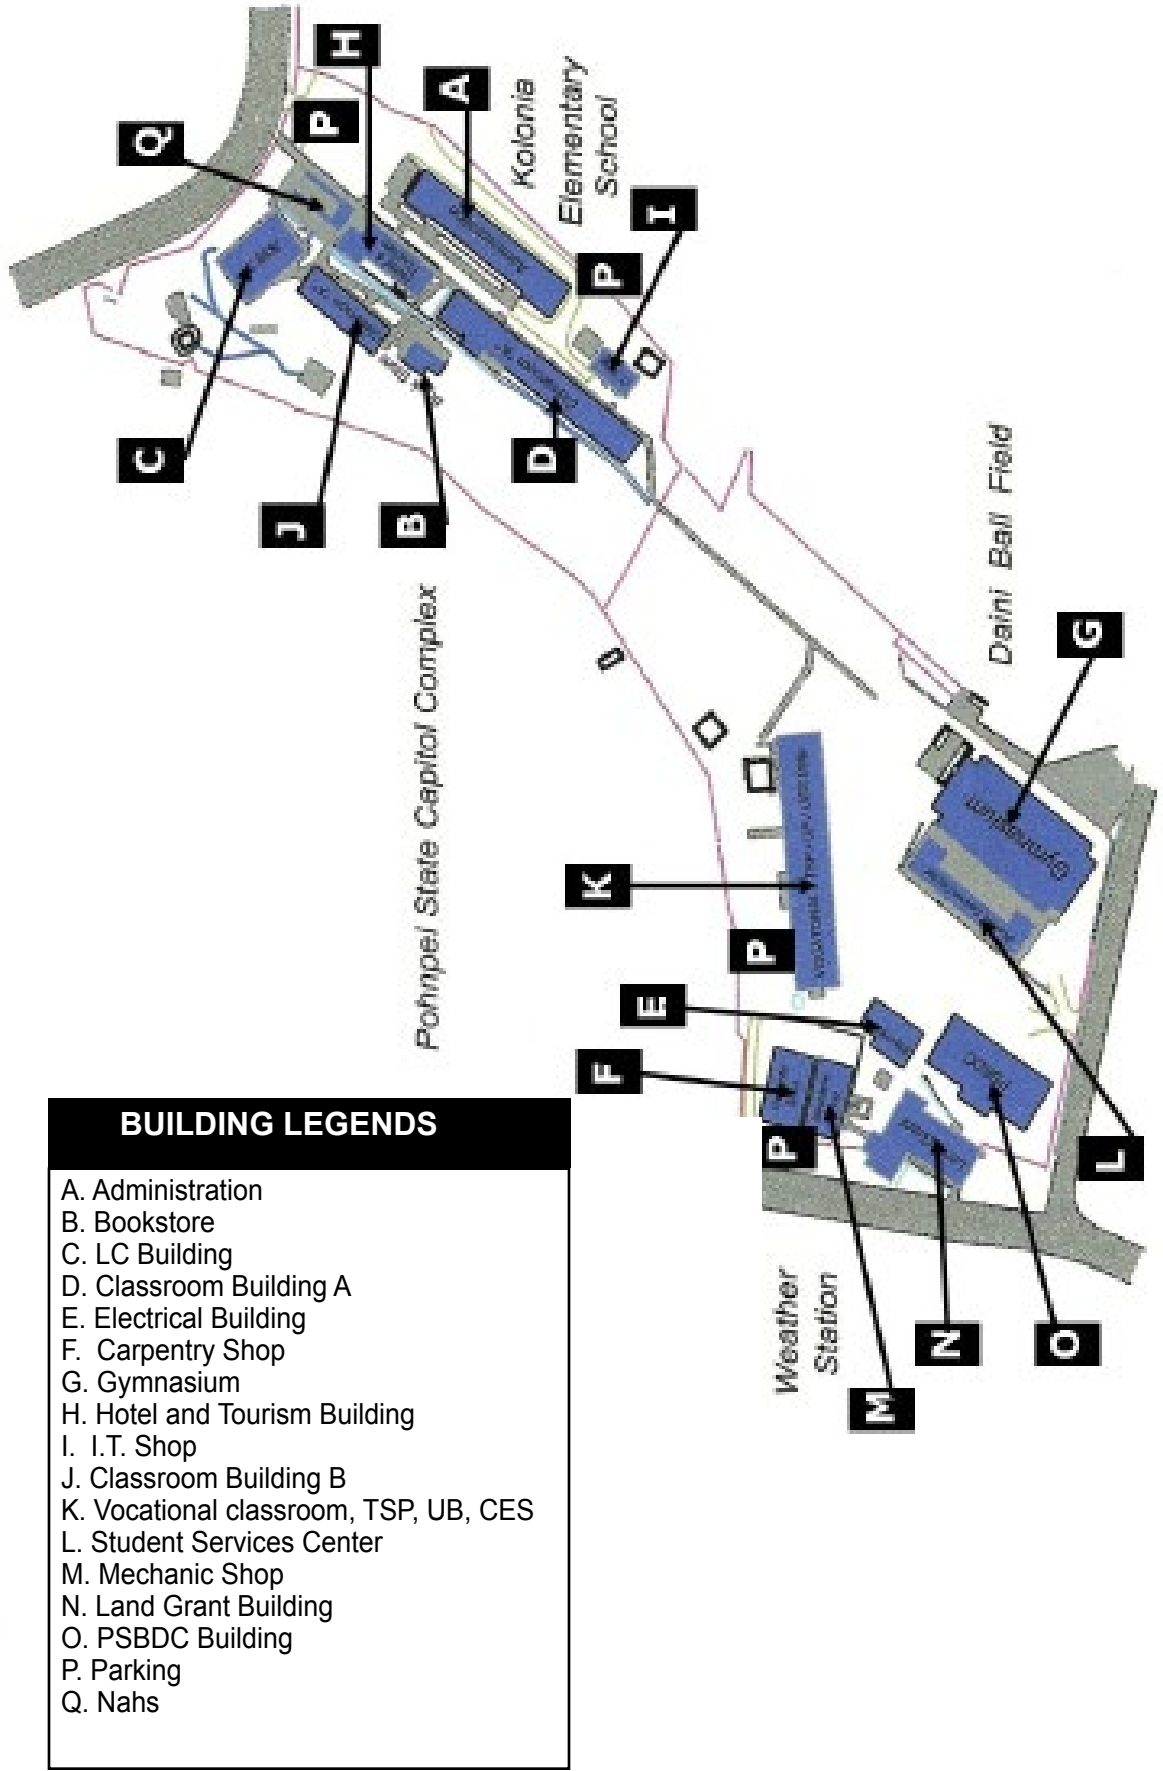 H
A
Q
P
Kolonia
Elementary
School
I
P
C
D
J
B
Pohnpei State Capitol Complex
Daini Ball Field
G
Gymnasium
K
P
E
F
P
L
Weather
Station
N
O
M
BUILDING LEGENDS
A. Administration
B. Bookstore
C. LC Building
D. Classroom Building A
E. Electrical Building
F. Carpentry Shop
G. Gymnasium
H. Hotel and Tourism Building
I. I.T. Shop
J. Classroom Building B
K. Vocational classroom, TSP, UB, CES
L. Student Services Center
M. Mechanic Shop
N. Land Grant Building
O. PSBDC Building
P. Parking
Q. Nahs